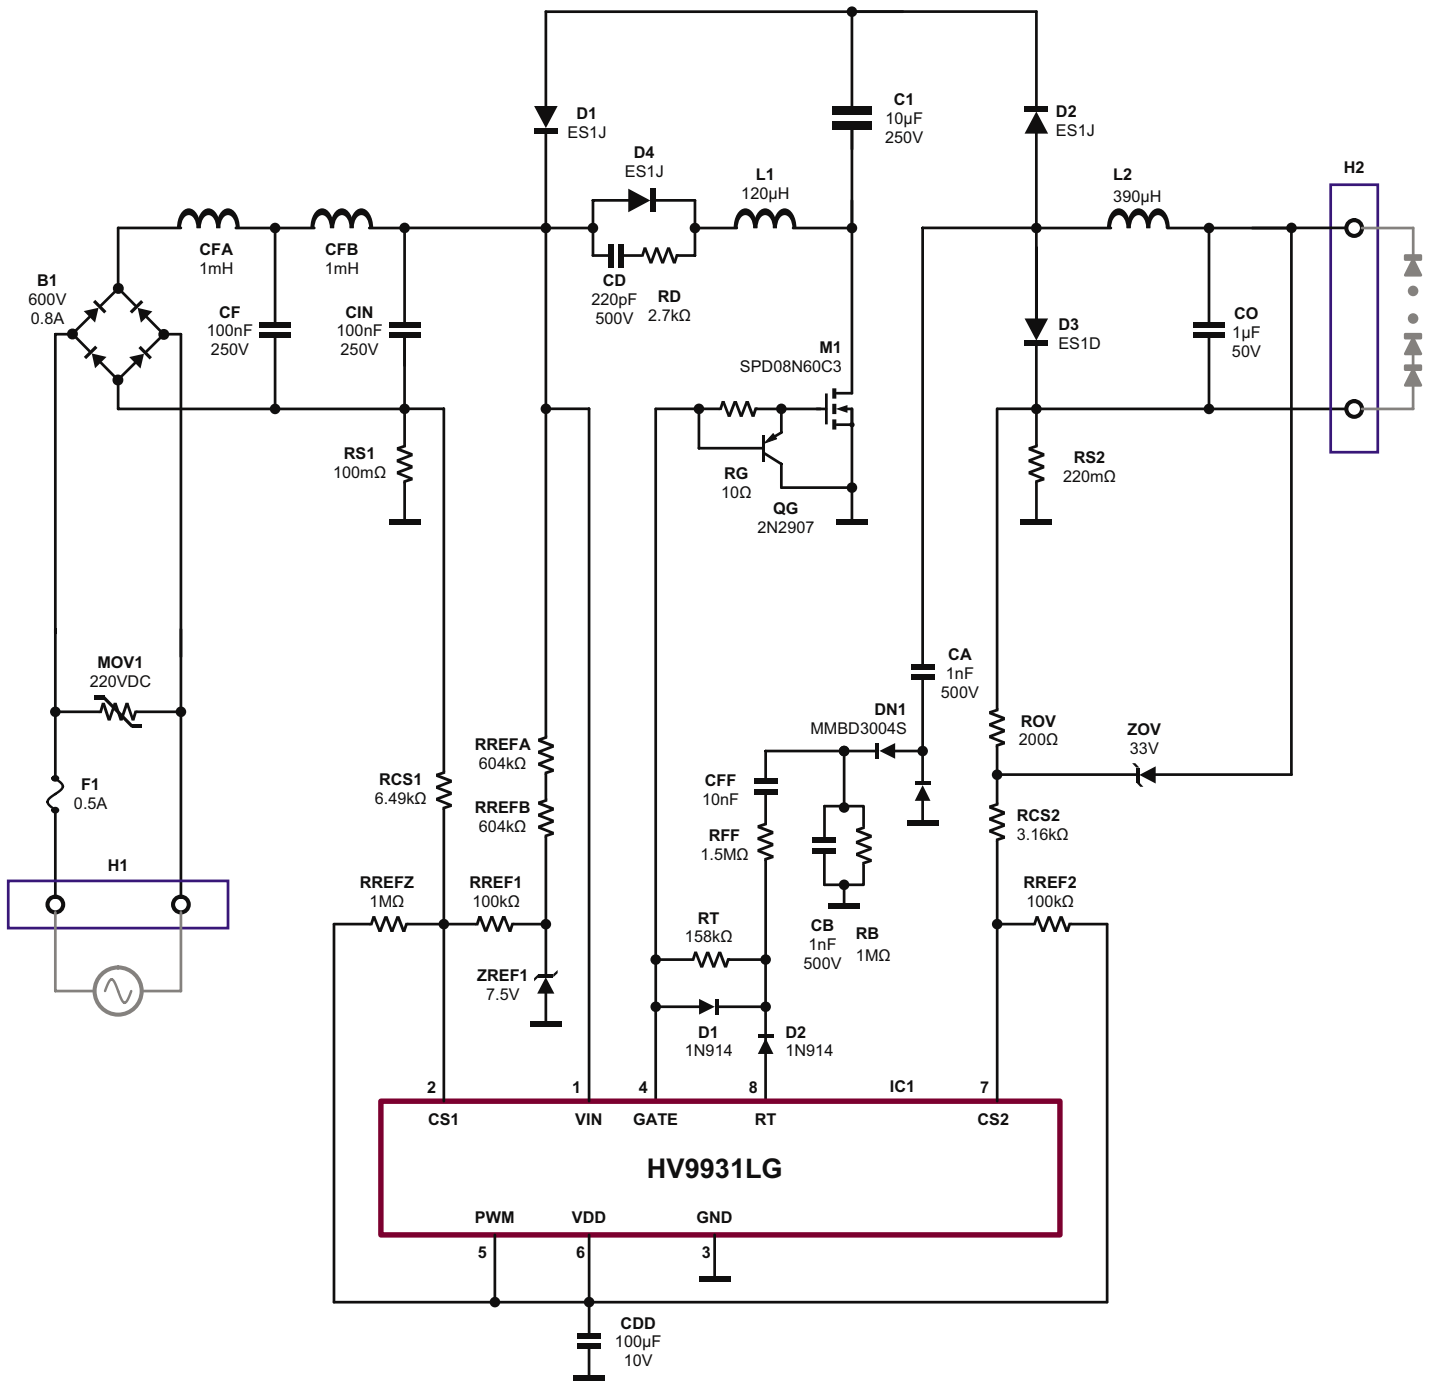 D1
ES1J
C1
10µF
250V
D2
ES1J
D4
ES1J
L1
120µH
L2
390µH
H2
CFA
1mH
CFB
1mH
B1
600V
0.8A
CF
100nF
250V
CIN
100nF
250V
CD
220pF
500V
RD
2.7kΩ
D3
ES1D
CO
1µF
50V
M1
SPD08N60C3
RS1
100mΩ
RG
10Ω
QG
2N2907
RS2
220mΩ
MOV1
220VDC
CA
1nF
500V
DN1
MMBD3004S
ROV
200Ω
ZOV
33V
RREFA
604kΩ
RCS1
6.49kΩ
CFF
10nF
F1
0.5A
RREFB
604kΩ
RFF
1.5MΩ
RCS2
3.16kΩ
H1
RREFZ
1MΩ
RREF1
100kΩ
RREF2
100kΩ
RT
158kΩ
CB
1nF
500V
RB
1MΩ
ZREF1
7.5V
D1
1N914
D2
1N914
2 1 4 8 IC1 7
CS1 VIN GATE RT CS2
HV9931LG
PWM VDD GND
5 6 3
CDD
100µF
10V